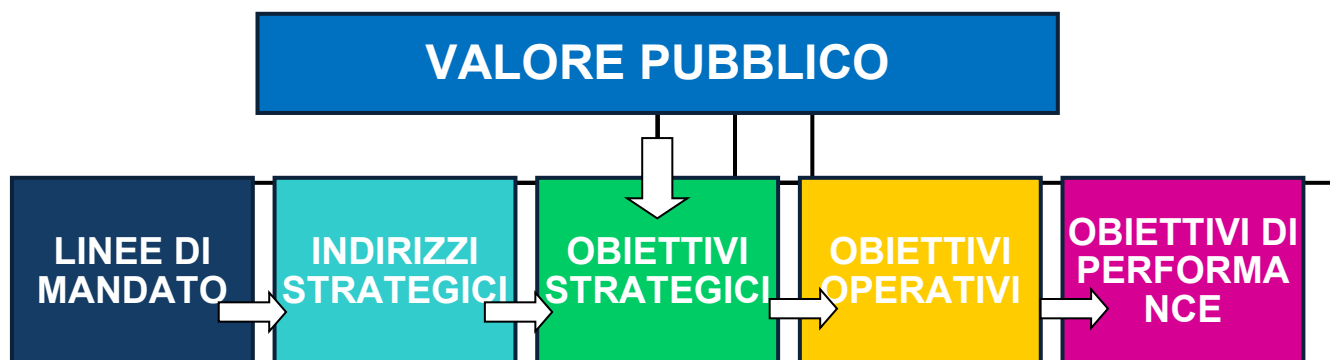 VALORE PUBBLICO
LINEE DI
MANDATO
INDIRIZZI
STRATEGICI
OBIETTIVI
STRATEGICI
OBIETTIVI
OPERATIVI
OBIETTIVI DI
PERFORMA
NCE